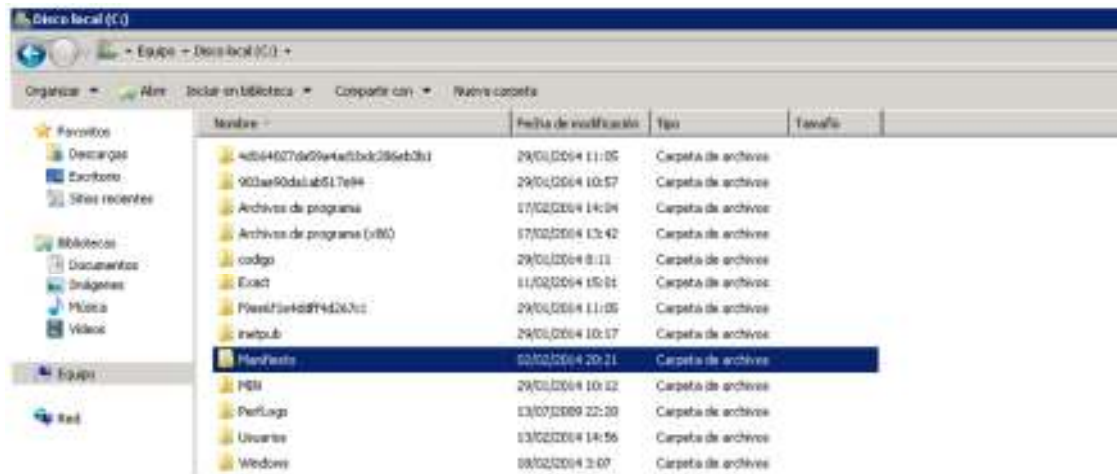 Disco local (C:)
Equipo Disco local (C:)
Organizar Abrir Incluir en biblioteca Compartir con Nueva carpeta
Favoritos
Descargas
Escritorio
Sitios recientes
Bibliotecas
Documentos
Imágenes
Música
Vídeos
Equipo
Red
Nombre Fecha de modificación Tipo Tamaño
29/01/2014 11:05 Carpeta de archivos
29/01/2014 10:57 Carpeta de archivos
Archivos de programa 17/02/2014 14:04 Carpeta de archivos
Archivos de programa (x86) 17/02/2014 13:42 Carpeta de archivos
codigo 29/01/2014 8:11 Carpeta de archivos
Exact 11/02/2014 15:01 Carpeta de archivos
29/01/2014 11:05 Carpeta de archivos
inetpub 29/01/2014 10:17 Carpeta de archivos
Manifiesto 02/02/2014 20:21 Carpeta de archivos
29/01/2014 10:12 Carpeta de archivos
PerfLogs 13/07/2009 22:20 Carpeta de archivos
Usuarios 13/02/2014 14:56 Carpeta de archivos
Windows 18/02/2014 3:07 Carpeta de archivos